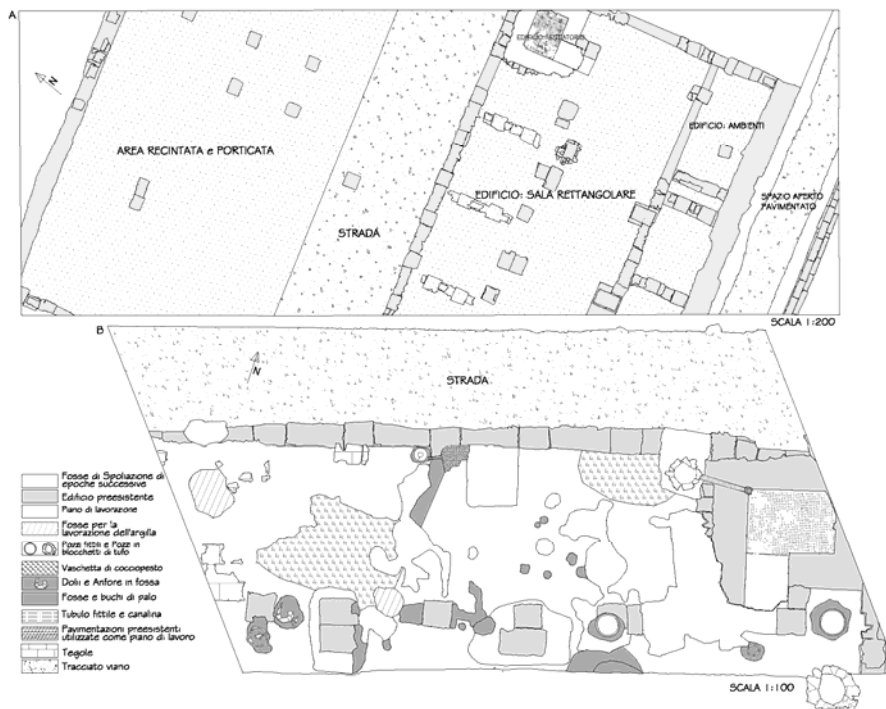 A
N
EDIFICIO:
AREA RECINTATA e PORTICATA
STRADA
EDIFICIO: SALA RETTANGOLARE
EDIFICIO: AMBIENTI
SPAZIO APERTO
PAVIMENTATO
SCALA 1:200
B
N
STRADA
Fosse di Spoliazione di
epoche successive
Edificio preesistente
Piano di lavorazione
Fosse per la
lavorazione dell'argilla
Pozzi fittili e Pozzi in
blocchetti di tufo
Vaschetta di cocciopesto
Dolii e Anfore in fossa
Fosse e buchi di palo
Tubulo fittile e canalina
Pavimentazioni preesistenti
utilizzate come piano di lavoro
Tegole
Tracciato viario
SCALA 1:100